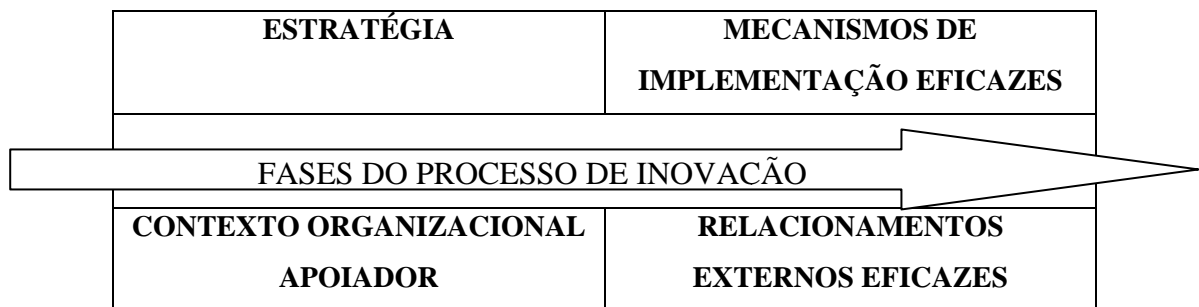 ESTRATÉGIA
MECANISMOS DE
IMPLEMENTAÇÃO EFICAZES
FASES DO PROCESSO DE INOVACÃO
CONTEXTO ORGANIZACIONAL
APOIADOR
RELACIONAMENTOS
EXTERNOS EFICAZES